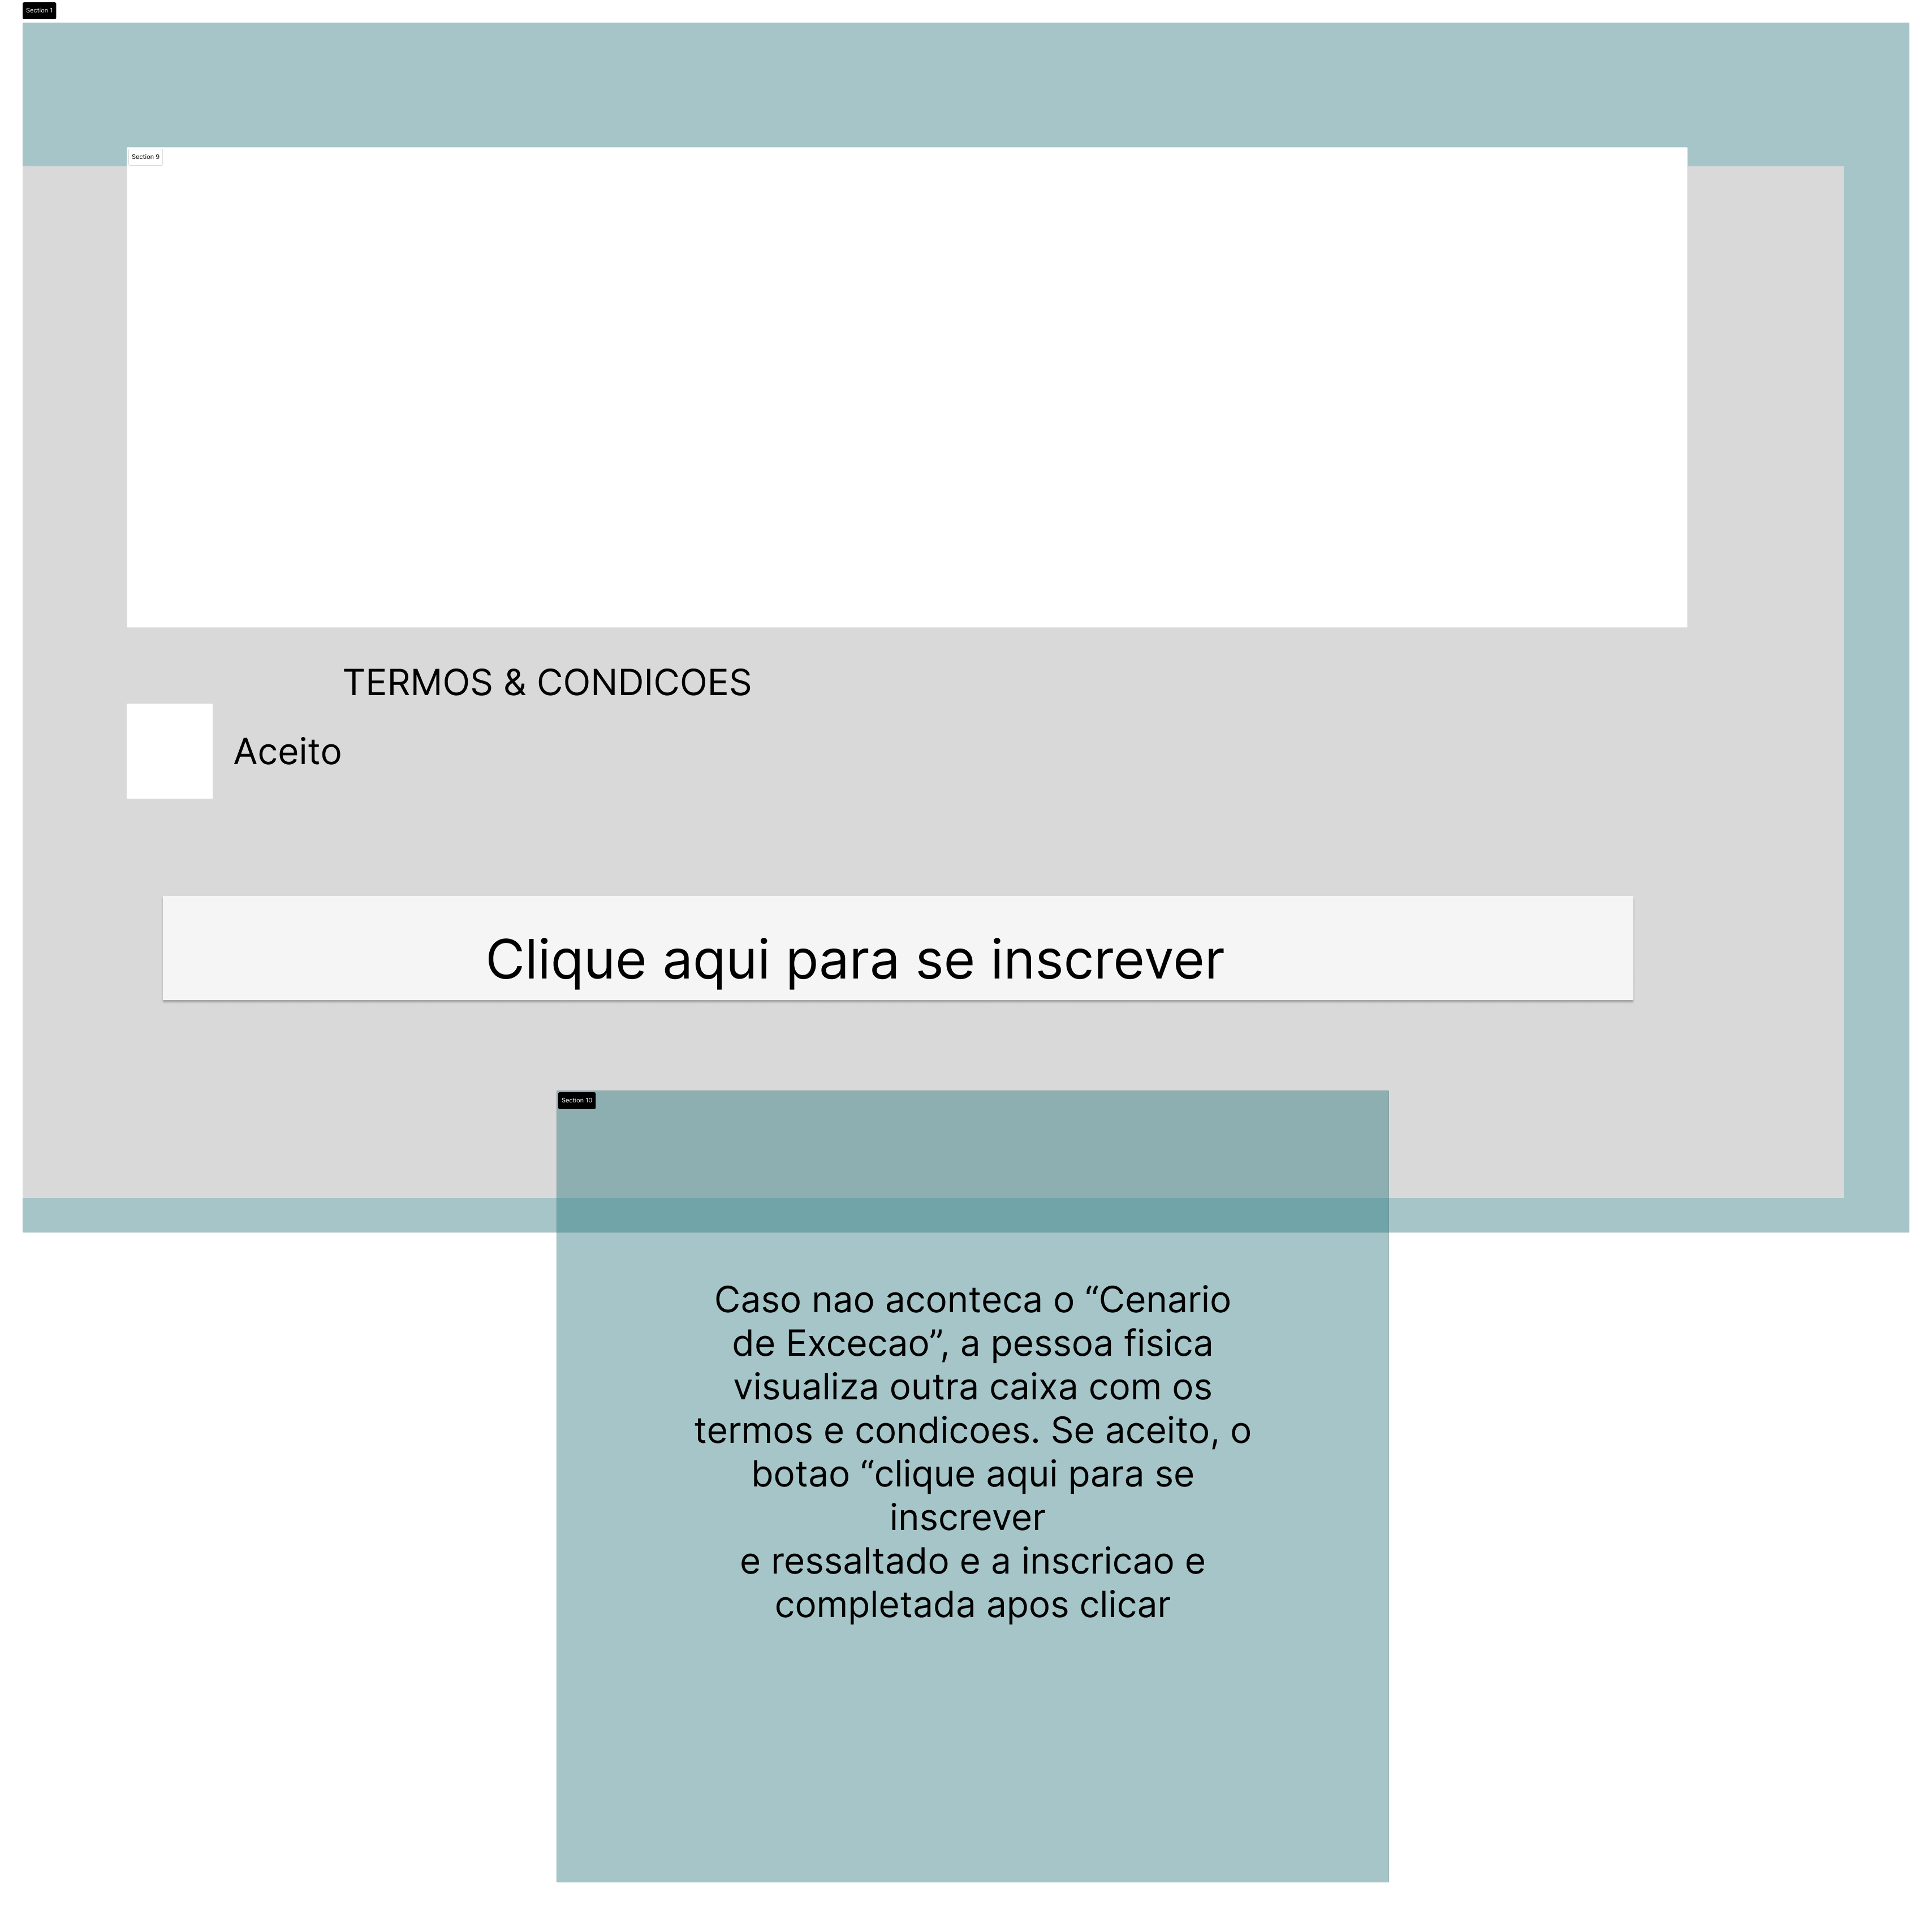 Section 1
Section 9
TERMOS & CONDICOES
Aceito
Clique aqui para se inscrever
Section 10
Caso nao aconteca o “Cenario
de Excecao”, a pessoa fisica
visualiza outra caixa com os
termos e condicoes. Se aceito, o
botao “clique aqui para se
inscrever
e ressaltado e a inscricao e
completada apos clicar